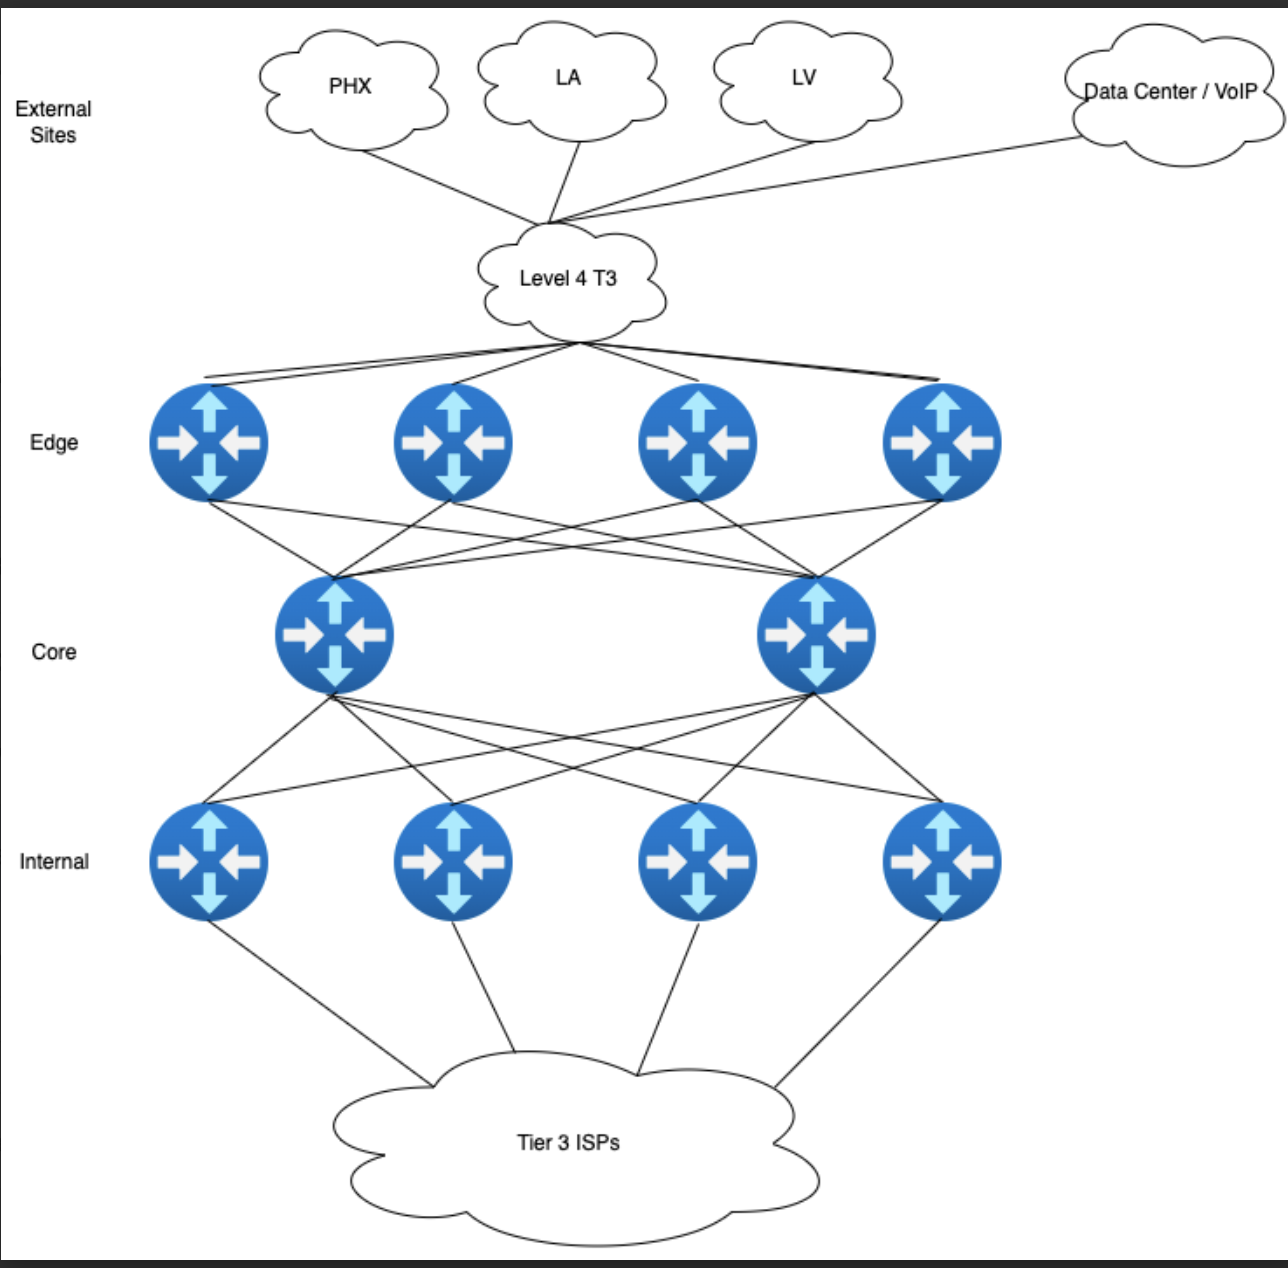 PHX
LA
LV
Data Center / VoIP
External
Sites
Level 4 T3
Edge
Core
Internal
Tier 3 ISPs